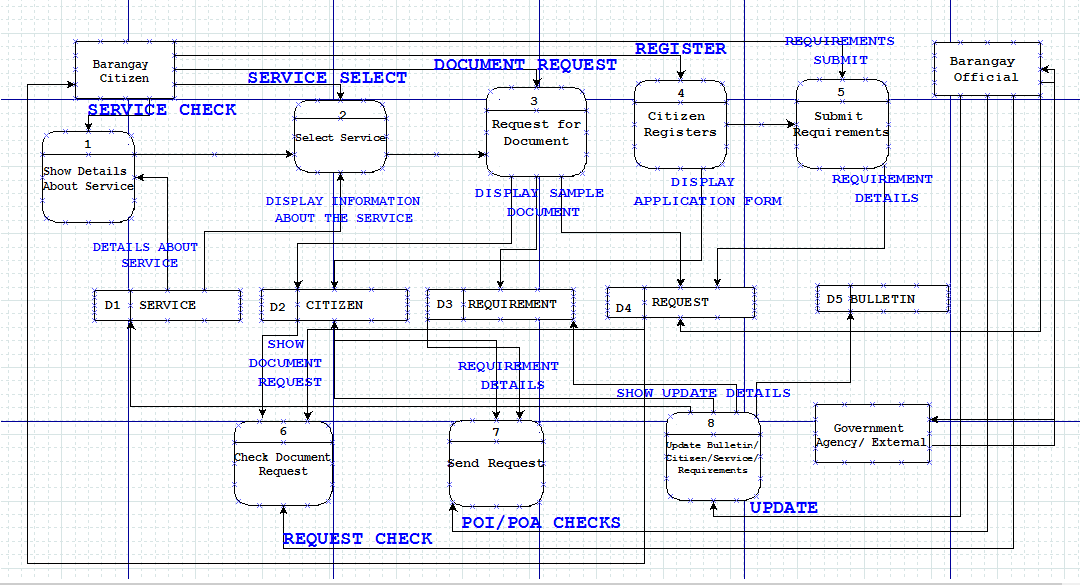 Barangay
Citizen
REGISTER
REQUIREMENTS
SUBMIT
Barangay
Official
DOCUMENT REQUEST
SERVICE SELECT
SERVICE CHECK
1
Show Details
About Service
2
Select Service
3
Request for
Document
4
Citizen
Registers
5
Submit
Requirements
DISPLAY INFORMATION
ABOUT THE SERVICE
DISPLAY SAMPLE
DOCUMENT
DISPLAY
APPLICATION FORM
REQUIREMENT
DETAILS
DETAILS ABOUT
SERVICE
D1 SERVICE
D2 CITIZEN
D3 REQUIREMENT
D4 REQUEST
D5 BULLETIN
SHOW
DOCUMENT
REQUEST
REQUIREMENT
DETAILS
SHOW UPDATE DETAILS
6
Check Document
Request
7
Send Request
8
Update Bulletin/
Citizen/Service/
Requirements
Government
Agency/ External
UPDATE
POI/POA CHECKS
REQUEST CHECK